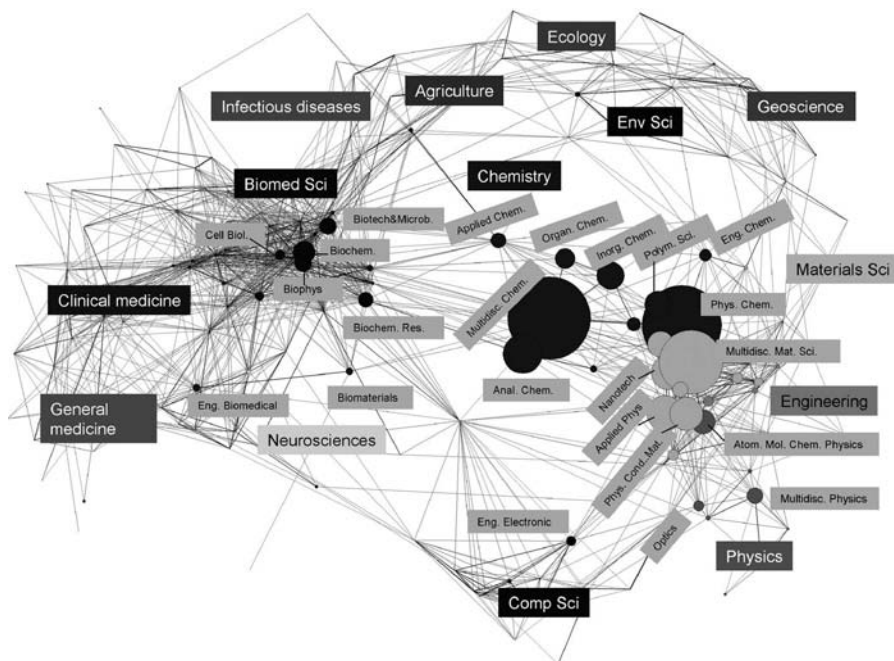 Ecology
Infectious diseases
Agriculture
Geoscience
Env Sci
Biomed Sci
Chemistry
Cell Biol.
Biotech&Microb.
Applied Chem.
Organ. Chem.
Inorg. Chem.
Polym. Sci.
Eng. Chem.
Biochem.
Materials Sci
Clinical medicine
Biophys
Multidisc. Chem.
Phys. Chem.
Biochem. Res.
Multidisc. Mat. Sci.
Anal. Chem.
Nanotech
General
medicine
Eng. Biomedical
Biomaterials
Engineering
Neurosciences
Applied Phys
Atom. Mol. Chem. Physics
Phys. Cond. Mat.
Multidisc. Physics
Eng. Electronic
Optics
Physics
Comp Sci